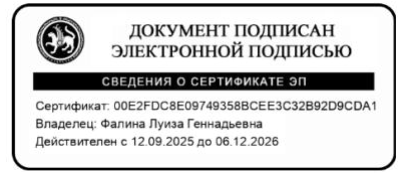 ДОКУМЕНТ ПОДПИСАН
ЭЛЕКТРОННОЙ ПОДПИСЬЮ
СВЕДЕНИЯ О СЕРТИФИКАТЕ ЭП
Сертификат: 00E2FDC8E09749358BCEE3C32B92D9CDA1
Владелец: Фалина Луиза Геннадьевна
Действителен с 12.09.2025 до 06.12.2026